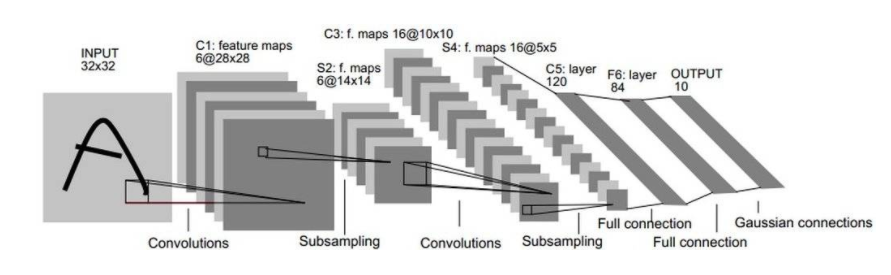 INPUT
32x32
C1: feature maps
6@28x28
S2: f. maps
6@14x14
C3: f. maps 16@10x10
S4: f. maps 16@5x5
C5: layer
120
F6: layer
84
OUTPUT
10
A
Convolutions
Subsampling
Convolutions
Subsampling
Full connection
Full connection
Gaussian connections